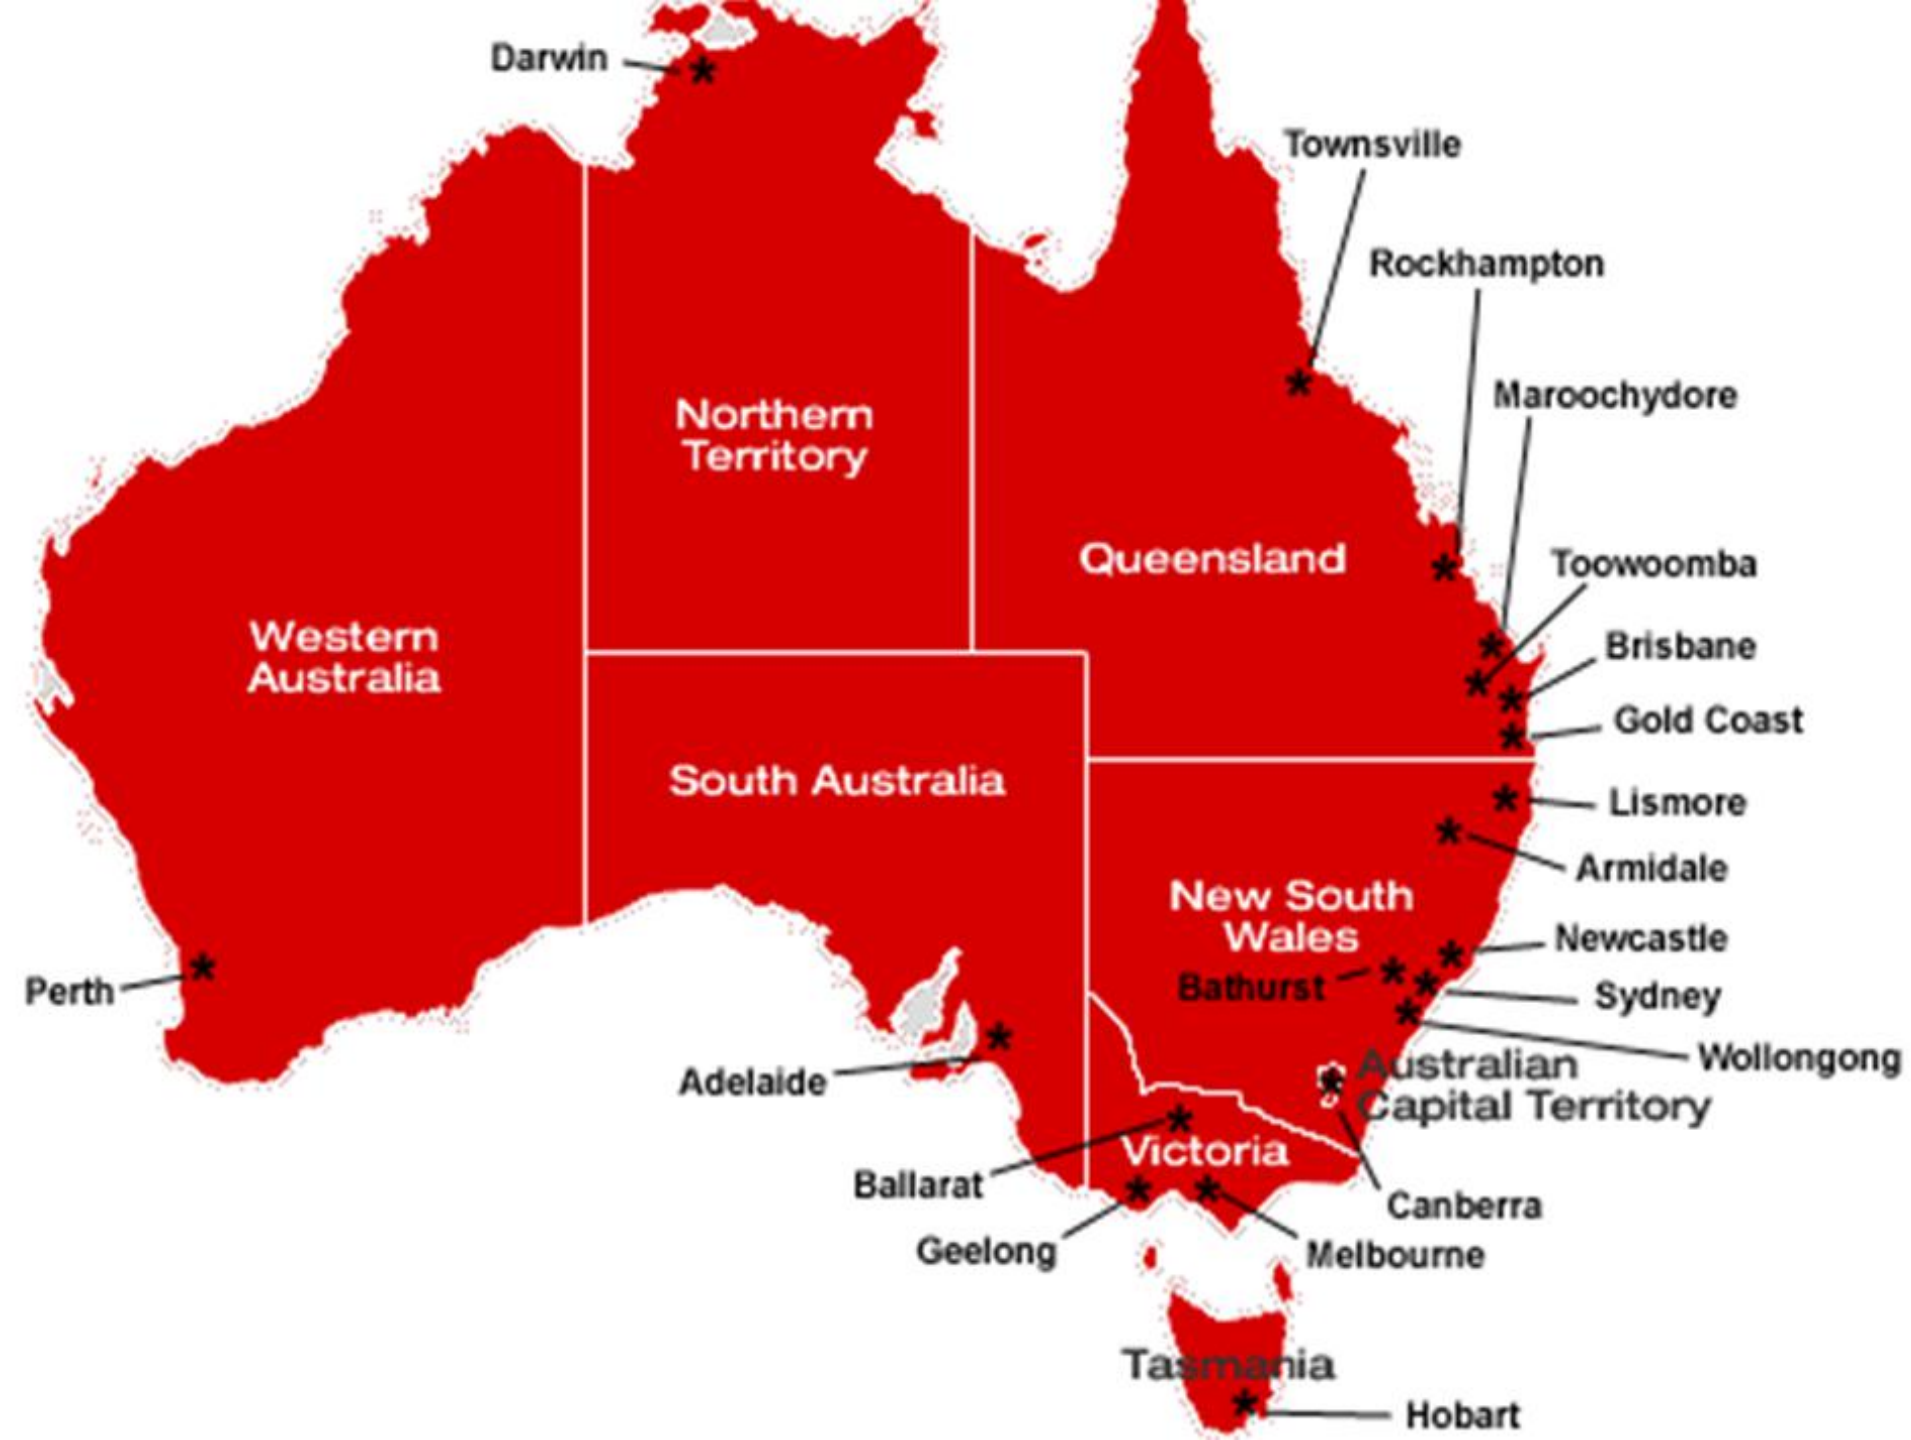 Darwin
Townsville
Rockhampton
Maroochydore
Northern
Territory
Queensland
Toowoomba
Western
Australia
Brisbane
Gold Coast
South Australia
Lismore
Armidale
New South
Wales
Newcastle
Bathurst
Sydney
Perth
Wollongong
Australian
Capital Territory
Adelaide
Victoria
Ballarat
Canberra
Geelong
Melbourne
Tasmania
Hobart